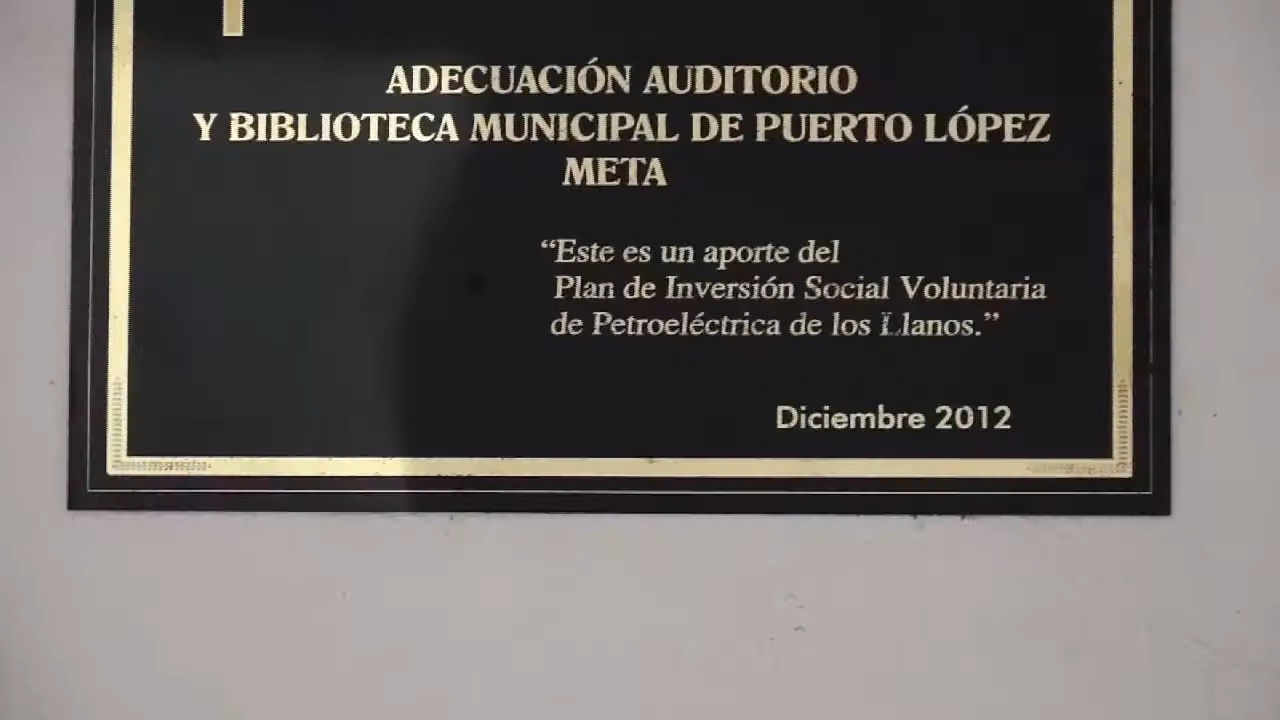 ADECUACIÓN AUDITORIO
Y BIBLIOTECA MUNICIPAL DE PUERTO LÓPEZ
META
“Este es un aporte del
Plan de Inversión Social Voluntaria
de Petroeléctrica de los Llanos.”
Diciembre 2012